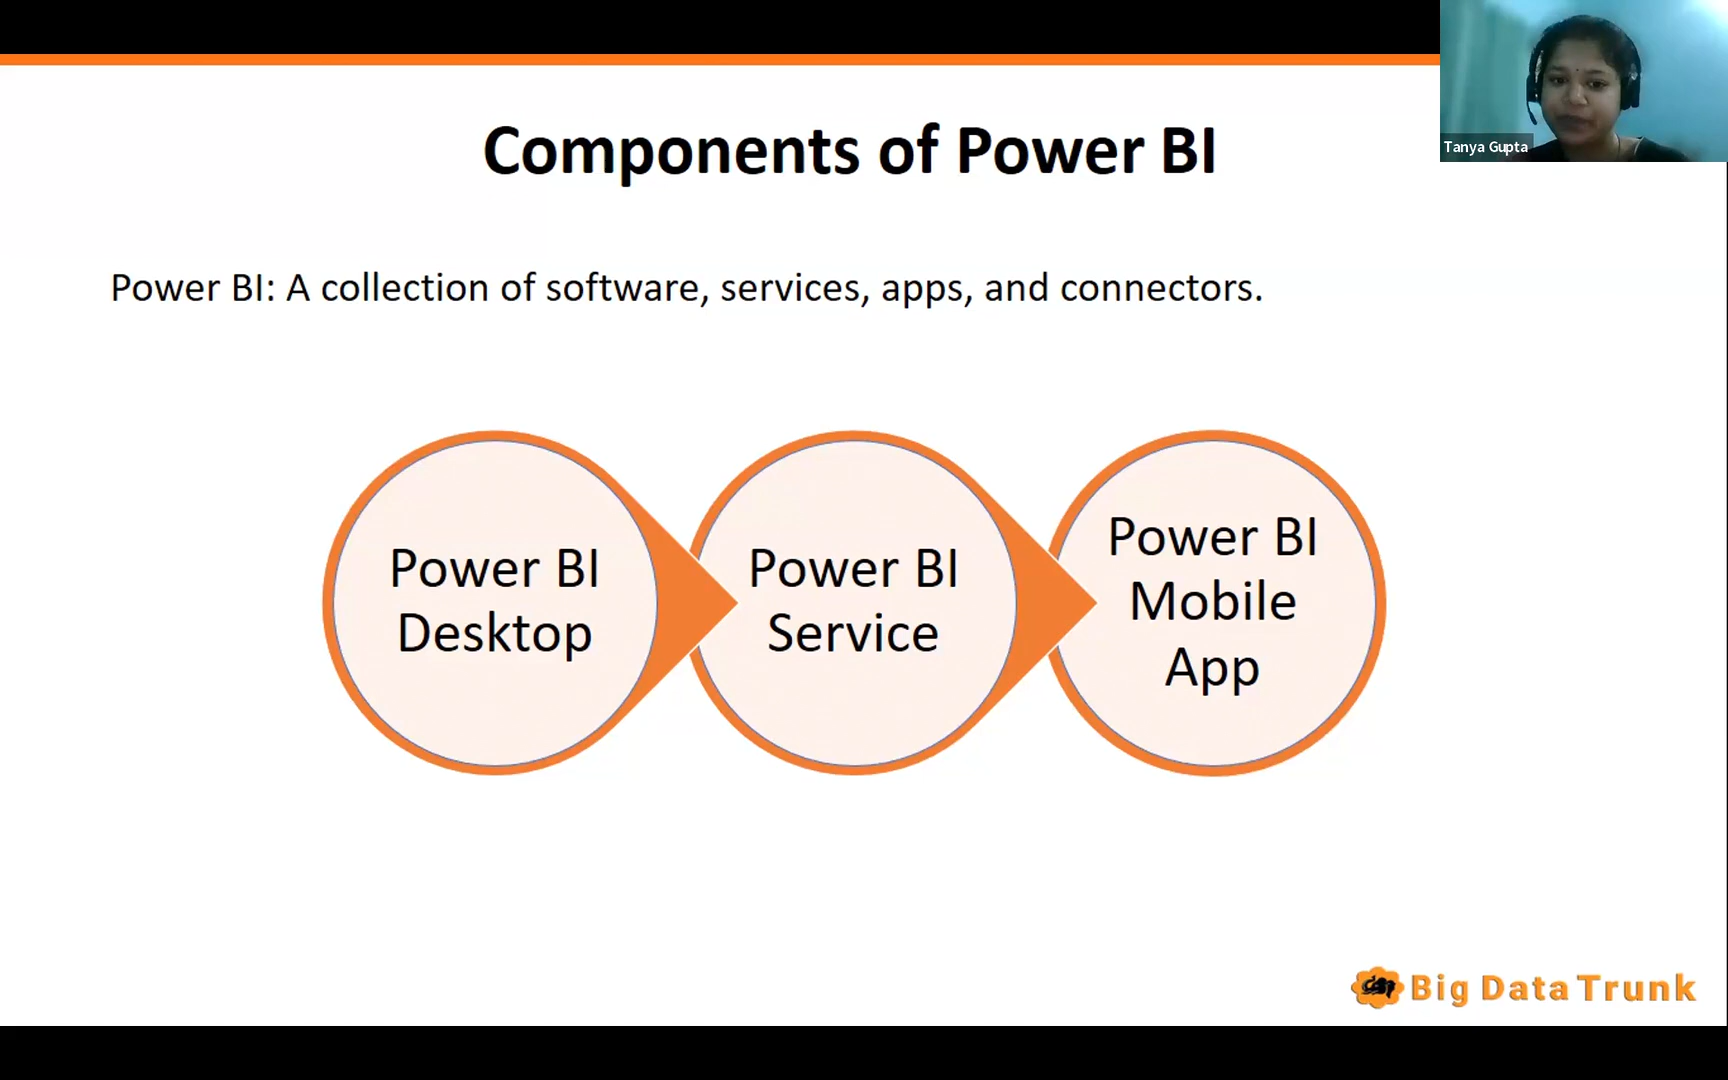 Components of Power BI
Tanya Gupta
Power BI: A collection of software, services, apps, and connectors.
Power BI
Desktop
Power BI
Service
Power BI
Mobile
App
Big Data Trunk